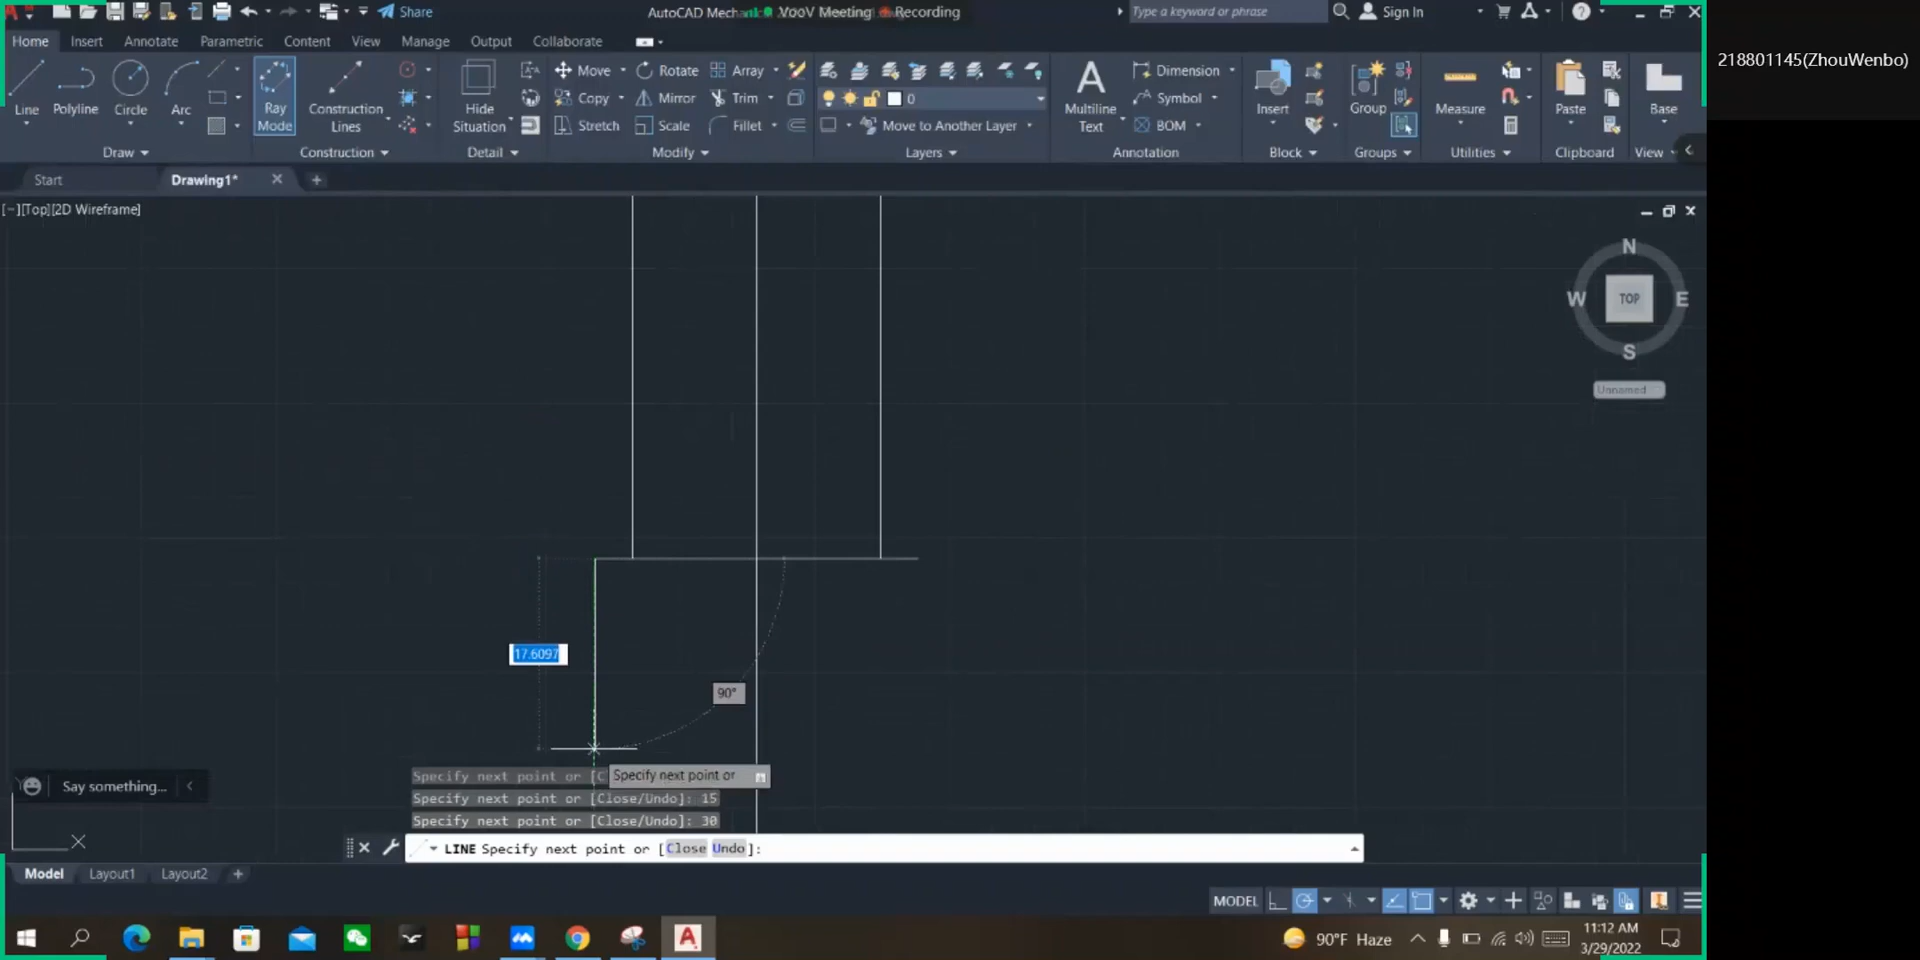 Share
AutoCAD Mechan
VooV Meeting
Recording
Type a keyword or phrase
Sign In
Home
Insert
Annotate
Parametric
Content
View
Manage
Output
Collaborate
Line
Polyline
Circle
Arc
Ray Mode
Construction Lines
Hide Situation
Move
Rotate
Array
Copy
Mirror
Trim
Stretch
Scale
Fillet
0
Move to Another Layer
Multiline Text
Dimension
Symbol
BOM
Insert
Group
Measure
Paste
Base
Draw
Construction
Detail
Modify
Layers
Annotation
Block
Groups
Utilities
Clipboard
View
Start
Drawing1*
[−][Top][2D Wireframe]
N
W
TOP
E
S
Unnamed
17.6097
90°
Say something...
Specify next point or [C
Specify next point or
Specify next point or [Close/Undo]: 15
Specify next point or [Close/Undo]: 30
LINE Specify next point or [Close Undo]:
X
Model
Layout1
Layout2
MODEL
90°F Haze
11:12 AM
3/29/2022
218801145(ZhouWenbo)